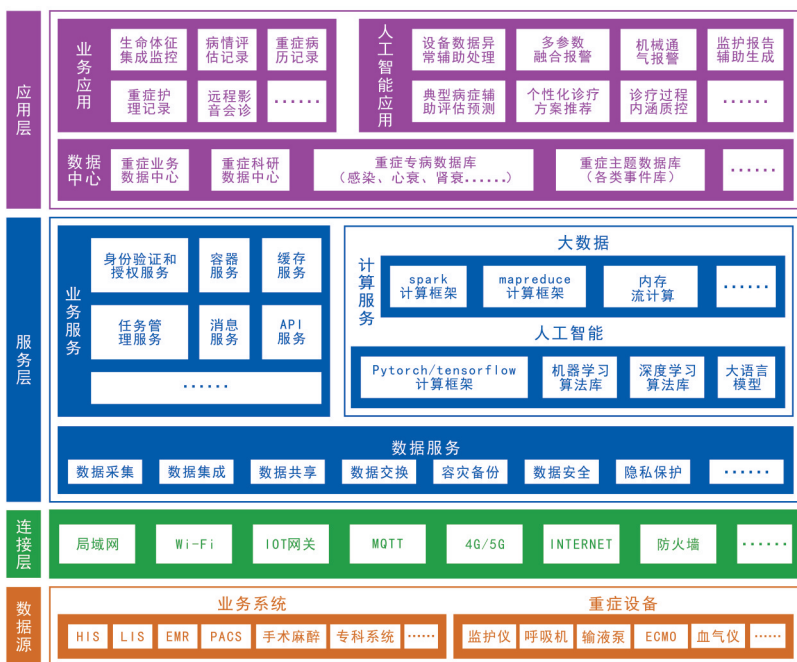 应用层
业务应用
生命体征
集成监控
病情评
估记录
重症病
历记录
重症护
理记录
远程影
音会诊
······
人工智能应用
设备数据异
常辅助处理
多参数
融合报警
机械通
气报警
监护报告
辅助生成
典型病症辅
助评估预测
个性化诊疗
方案推荐
诊疗过程
内涵质控
······
数据
中心
重症业务
数据中心
重症科研
数据中心
重症专病数据库
（感染、心衰、肾衰......）
重症主题数据库
（各类事件库）
······
服务层
业务服务
身份验证和
授权服务
容器
服务
缓存
服务
任务管
理服务
消息
服务
API
服务
······
计算服务
大数据
spark
计算框架
mapreduce
计算框架
内存
流计算
······
人工智能
Pytorch/tensorflow
计算框架
机器学习
算法库
深度学习
算法库
大语言
模型
数据服务
数据采集
数据集成
数据共享
数据交换
容灾备份
数据安全
隐私保护
······
连接层
局域网
Wi-Fi
IOT网关
MQTT
4G/5G
INTERNET
防火墙
······
数据源
业务系统
HIS
LIS
EMR
PACS
手术麻醉
专科系统
······
重症设备
监护仪
呼吸机
输液泵
ECMO
血气仪
······